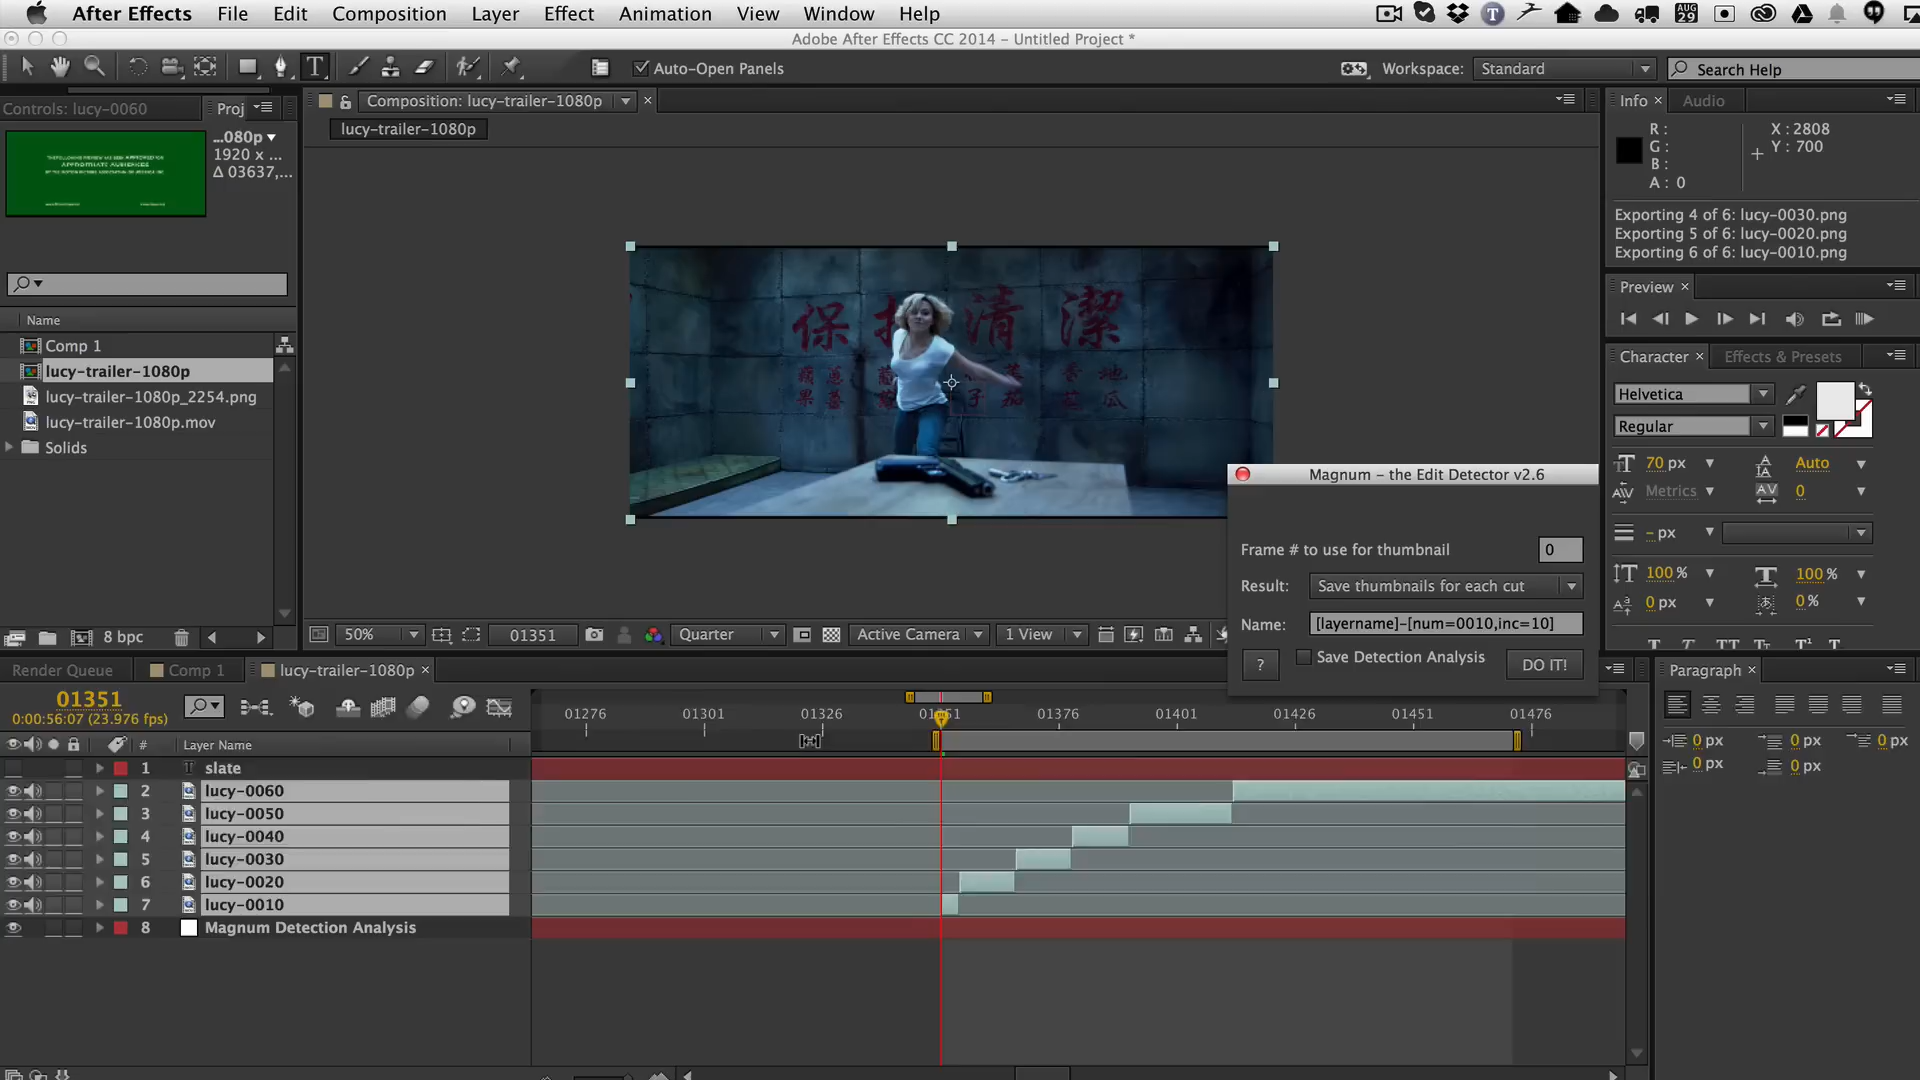 After Effects File Edit Composition Layer Effect Animation View Window Help
AUG 29
Adobe After Effects CC 2014 – Untitled Project *
Auto-Open Panels
Workspace: Standard
Search Help
Controls: lucy-0060 Proj
...080p
1920 x ...
Δ 03637,...
APPROPRIATE AUDIENCES
Name
Comp 1
lucy-trailer-1080p
lucy-trailer-1080p_2254.png
lucy-trailer-1080p.mov
Solids
8 bpc
Composition: lucy-trailer-1080p
lucy-trailer-1080p
保 持 清 潔
50% 01351 Quarter Active Camera 1 View
Info Audio
R :
G :
B :
A : 0
X : 2808
Y : 700
Exporting 4 of 6: lucy-0030.png
Exporting 5 of 6: lucy-0020.png
Exporting 6 of 6: lucy-0010.png
Preview
Character Effects & Presets
Helvetica
Regular
70 px Auto
Metrics 0
– px
100 % 100 %
0 px 0 %
Magnum – the Edit Detector v2.6
Frame # to use for thumbnail 0
Result: Save thumbnails for each cut
Name: [layername]-[num=0010,inc=10]
? Save Detection Analysis DO IT!
Render Queue Comp 1 lucy-trailer-1080p
01351
0:00:56:07 (23.976 fps)
01276 01301 01326 01351 01376 01401 01426 01451 01476
# Layer Name
1 slate
2 lucy-0060
3 lucy-0050
4 lucy-0040
5 lucy-0030
6 lucy-0020
7 lucy-0010
8 Magnum Detection Analysis
Paragraph
0 px 0 px 0 px
0 px 0 px